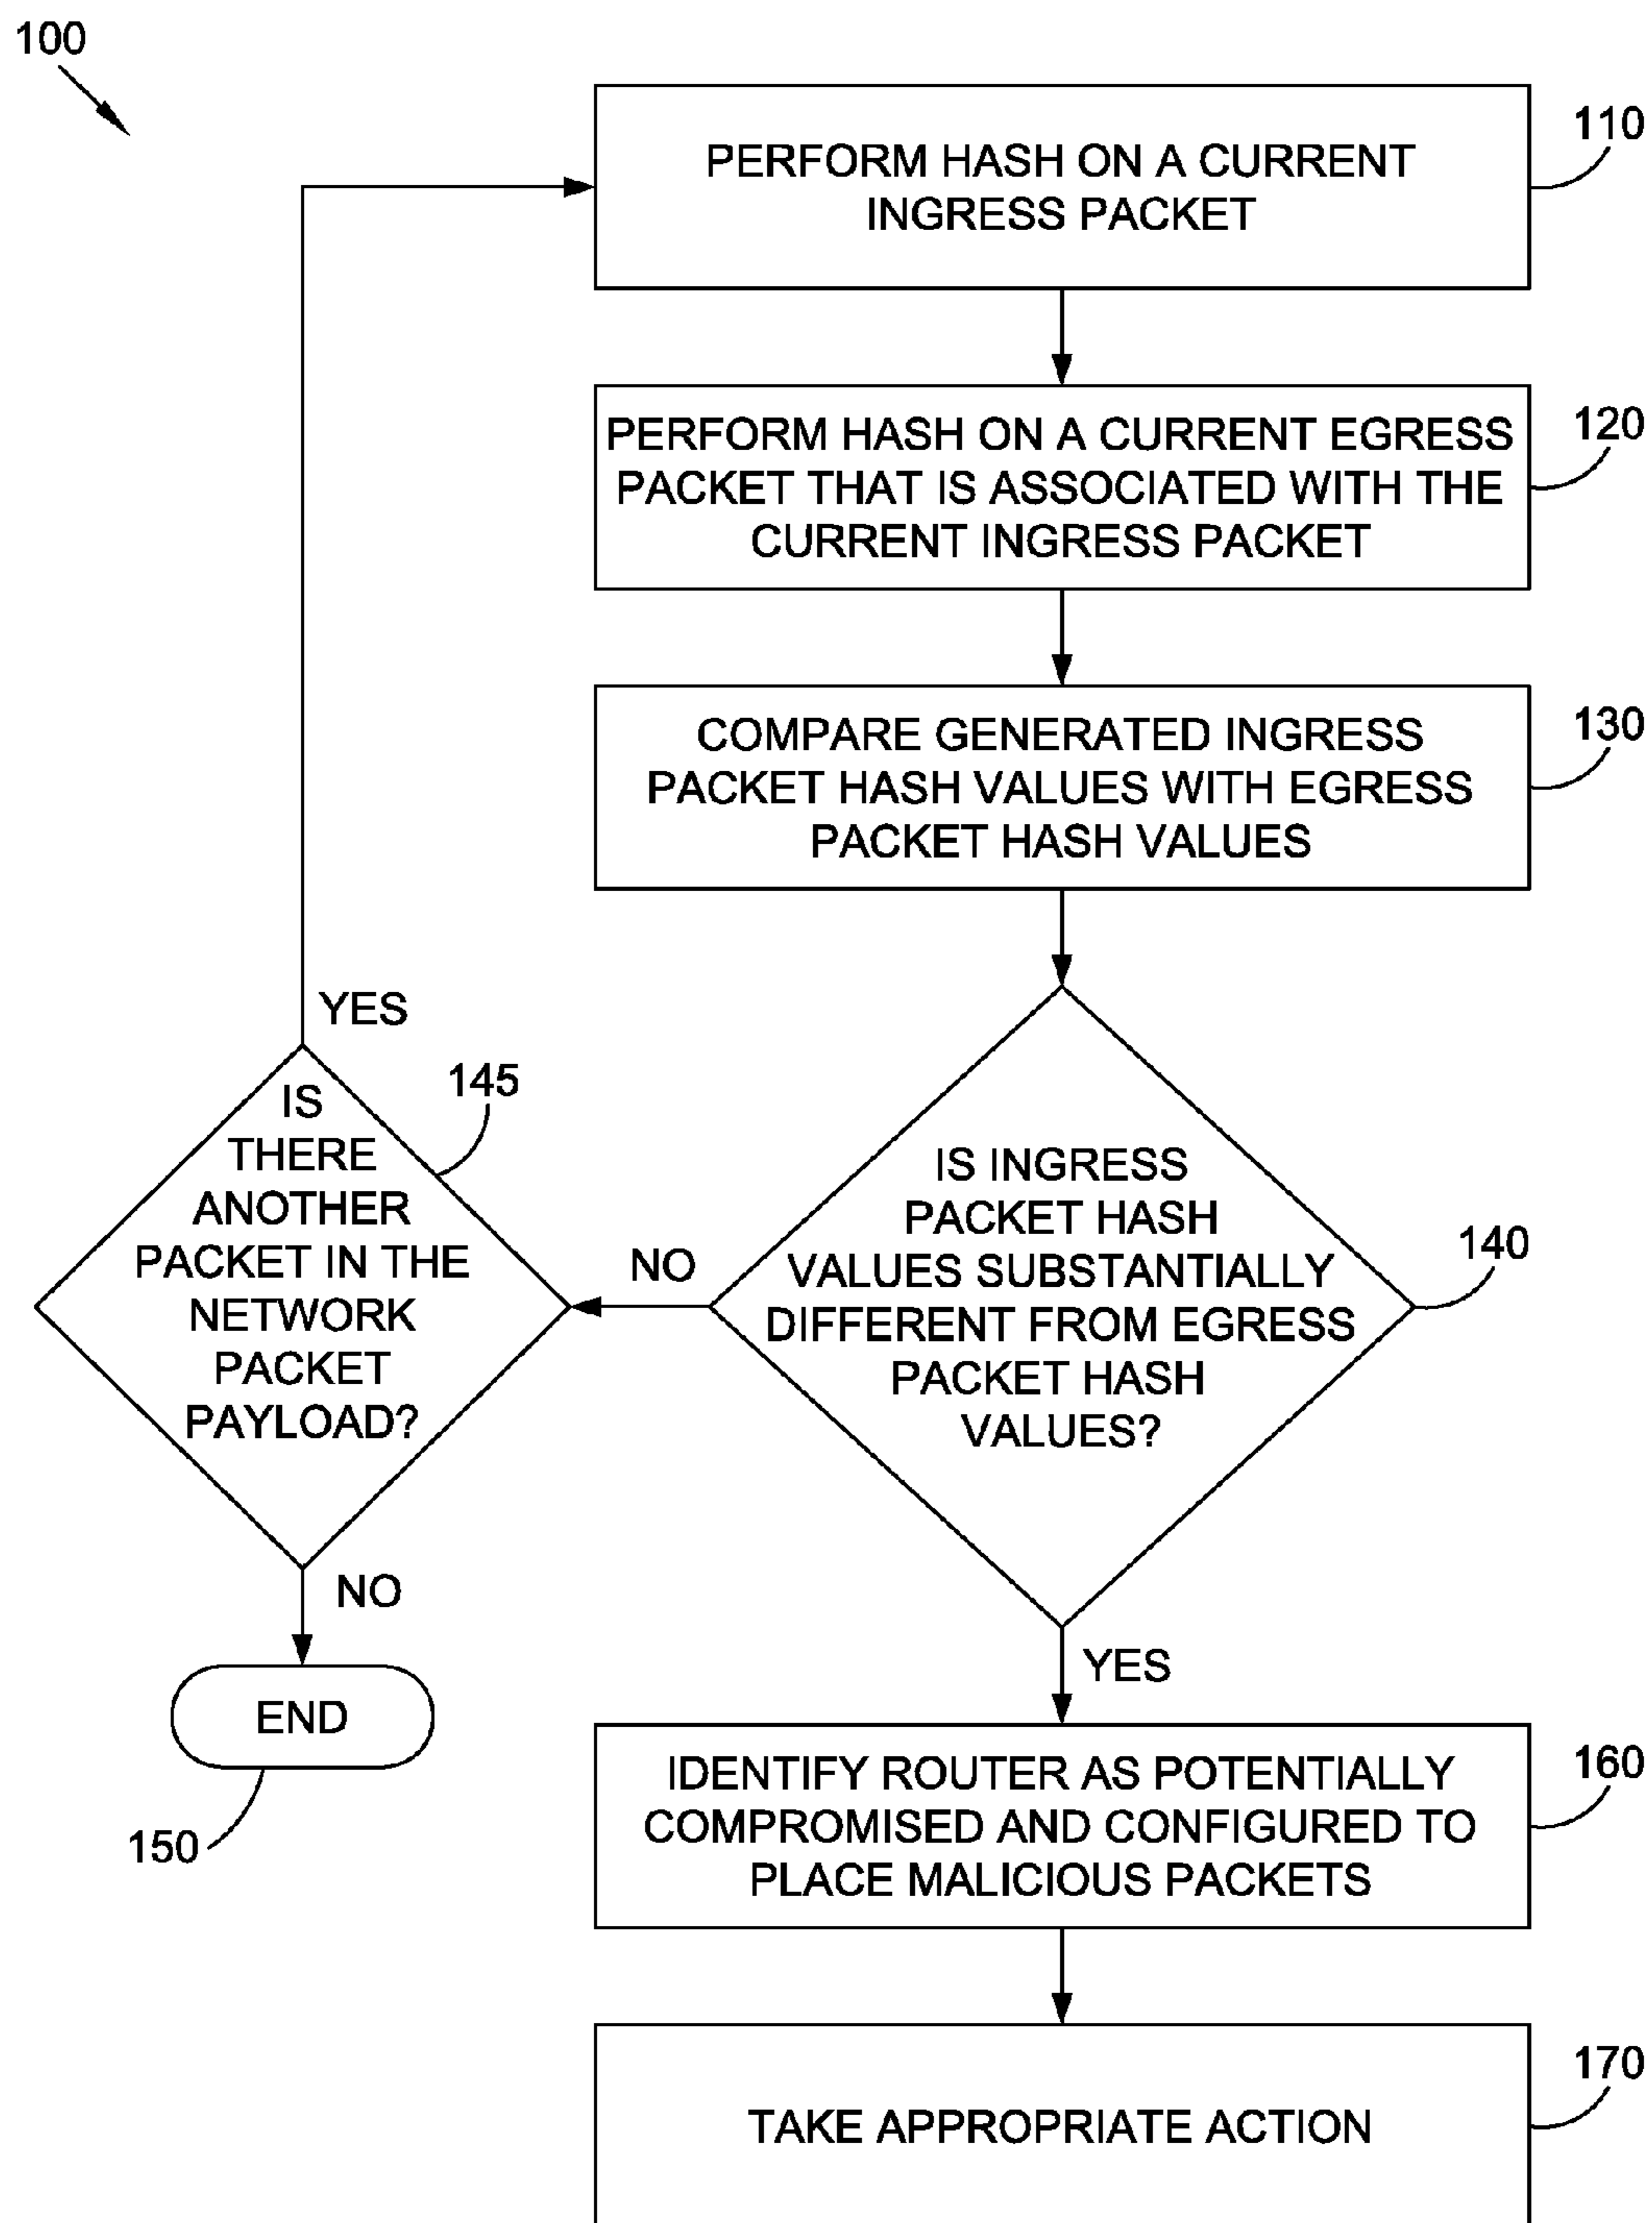 100
PERFORM HASH ON A CURRENT
INGRESS PACKET
110
PERFORM HASH ON A CURRENT EGRESS
PACKET THAT IS ASSOCIATED WITH THE
CURRENT INGRESS PACKET
120
COMPARE GENERATED INGRESS
PACKET HASH VALUES WITH EGRESS
PACKET HASH VALUES
130
IS INGRESS
PACKET HASH
VALUES SUBSTANTIALLY
DIFFERENT FROM EGRESS
PACKET HASH
VALUES?
140
NO
YES
IS
THERE
ANOTHER
PACKET IN THE
NETWORK
PACKET
PAYLOAD?
145
YES
NO
END
150
IDENTIFY ROUTER AS POTENTIALLY
COMPROMISED AND CONFIGURED TO
PLACE MALICIOUS PACKETS
160
TAKE APPROPRIATE ACTION
170